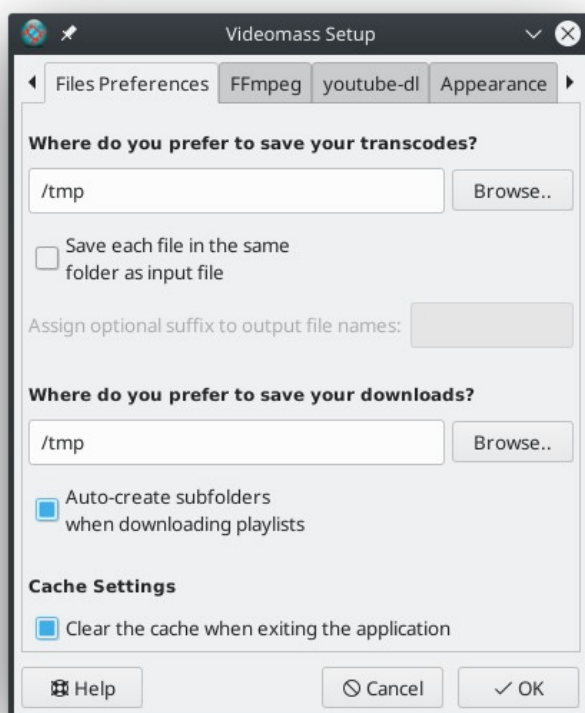 Videomass Setup
Files Preferences FFmpeg youtube-dl Appearance
Where do you prefer to save your transcodes?
/tmp Browse..
Save each file in the same
folder as input file
Assign optional suffix to output file names:
Where do you prefer to save your downloads?
/tmp Browse..
Auto-create subfolders
when downloading playlists
Cache Settings
Clear the cache when exiting the application
Help Cancel OK